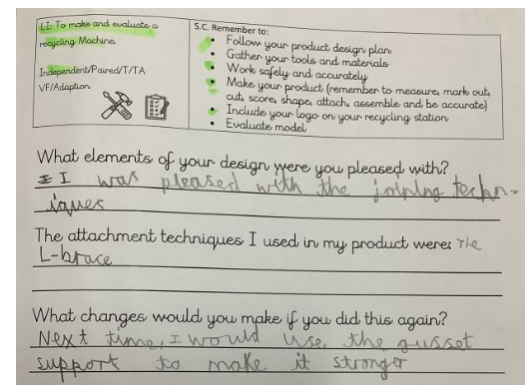 LI: To make and evaluate a
recycling Machine.
Independent/Paired/T/TA
VF/Adaption
S.C. Remember to:
• Follow your product design plan
• Gather your tools and materials
• Work safely and accurately
• Make your product (remember to measure, mark out,
cut, score, shape, attach, assemble and be accurate)
• Include your logo on your recycling station
• Evaluate model
What elements of your design were you pleased with?
I was pleased with the joining techn-
iques
The attachment techniques I used in my product were: The
L-brace
What changes would you make if you did this again?
Next time, I would use the gusset
support to make it stronger